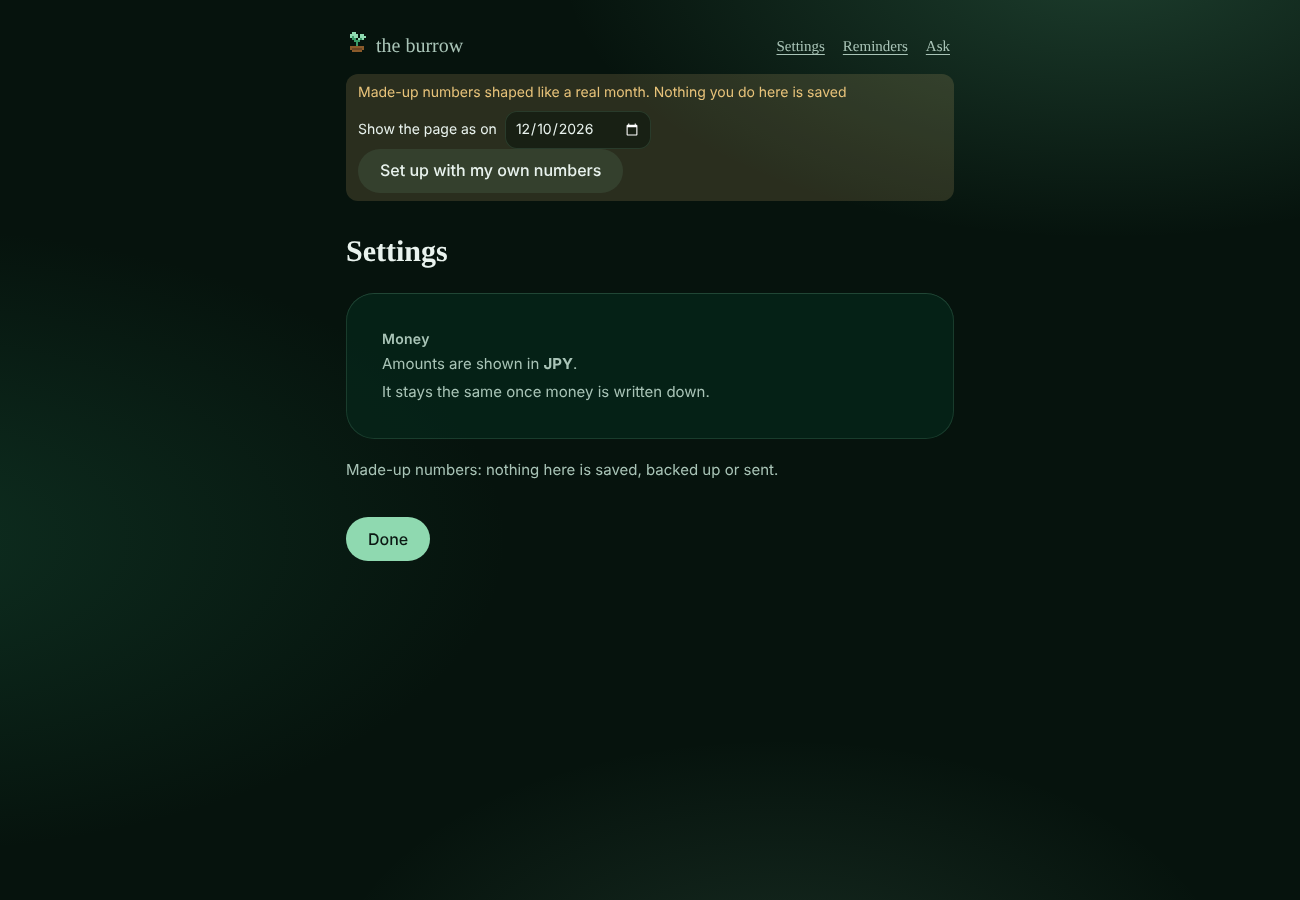 the burrow
Settings Reminders Ask
Made-up numbers shaped like a real month. Nothing you do here is saved
Show the page as on 12/10/2026
Set up with my own numbers
Settings
Money
Amounts are shown in JPY.
It stays the same once money is written down.
Made-up numbers: nothing here is saved, backed up or sent.
Done